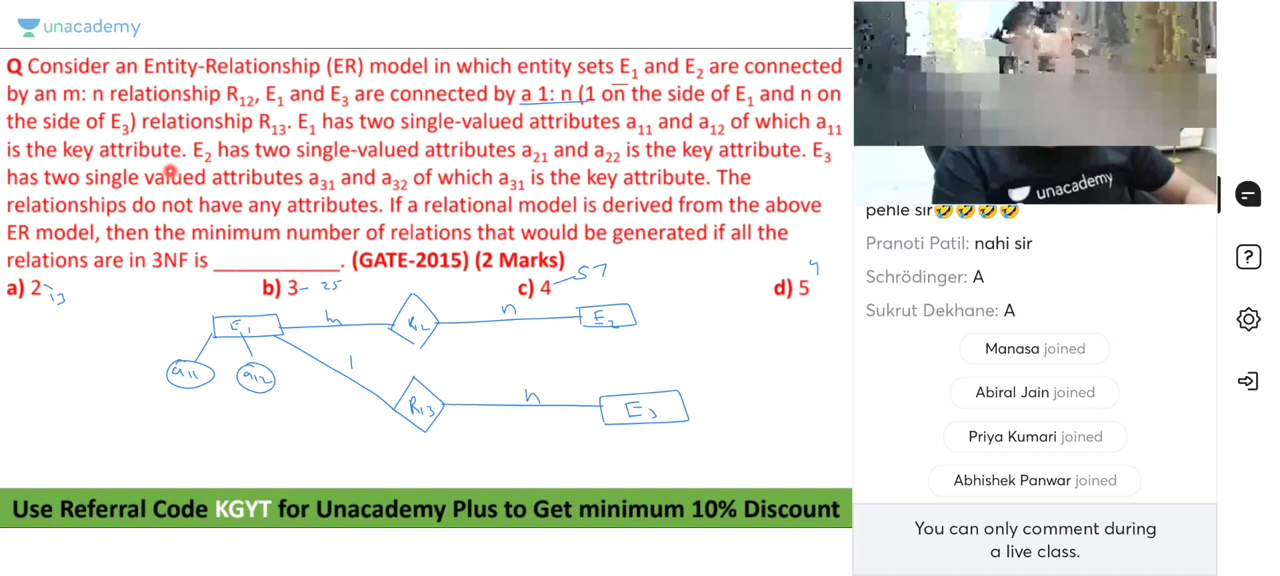 unacademy
Q Consider an Entity-Relationship (ER) model in which entity sets E₁ and E₂ are connected
by an m: n relationship R₁₂, E₁ and E₃ are connected by a 1: n (1 on the side of E₁ and n on
the side of E₃) relationship R₁₃. E₁ has two single-valued attributes a₁₁ and a₁₂ of which a₁₁
is the key attribute. E₂ has two single-valued attributes a₂₁ and a₂₂ is the key attribute. E₃
has two single valued attributes a₃₁ and a₃₂ of which a₃₁ is the key attribute. The
relationships do not have any attributes. If a relational model is derived from the above
ER model, then the minimum number of relations that would be generated if all the
relations are in 3NF is ____________. (GATE-2015) (2 Marks)
a) 2 13 b) 3 - 25 c) 4 - 57 d) 5 4
E₁ m R₁₂ n E₂
a₁₁ a₁₂ 1
R₁₃ n E₃
Use Referral Code KGYT for Unacademy Plus to Get minimum 10% Discount
unacademy
pehle sir🤣🤣🤣🤣
Pranoti Patil: nahi sir
Schrödinger: A
Sukrut Dekhane: A
Manasa joined
Abiral Jain joined
Priya Kumari joined
Abhishek Panwar joined
You can only comment during
a live class.